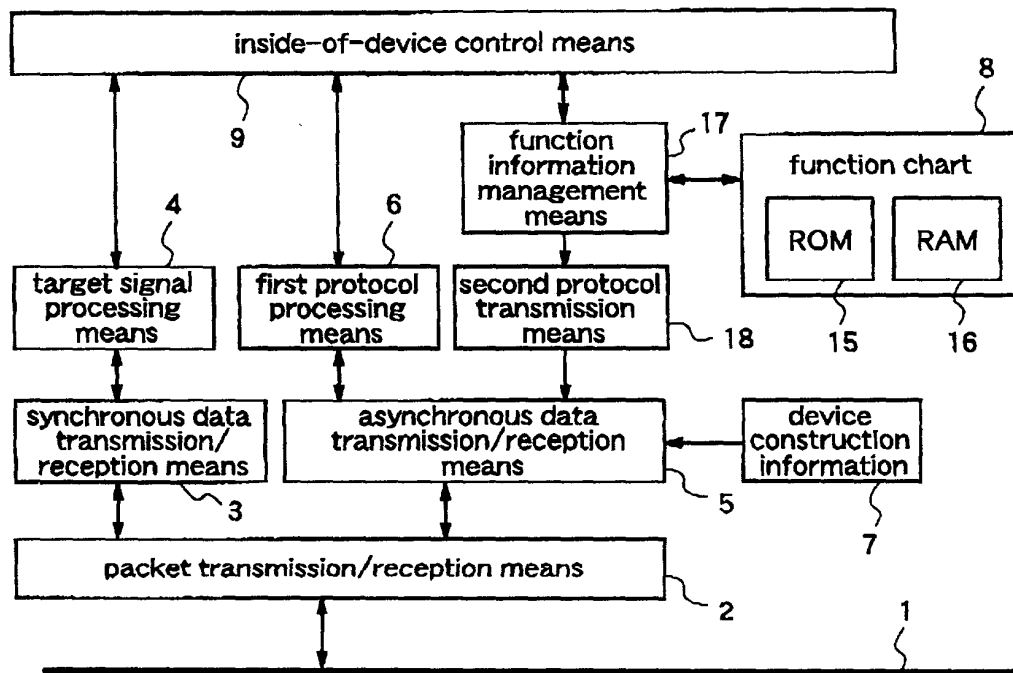 inside-of-device control means
9
8
17
function
information
management
means
function chart
ROM
RAM
15
16
4
6
target signal
processing
means
first protocol
processing
means
second protocol
transmission
means
18
synchronous data
transmission/
reception means
3
asynchronous data
transmission/reception
means
5
device
construction
information
7
packet transmission/reception means
2
1